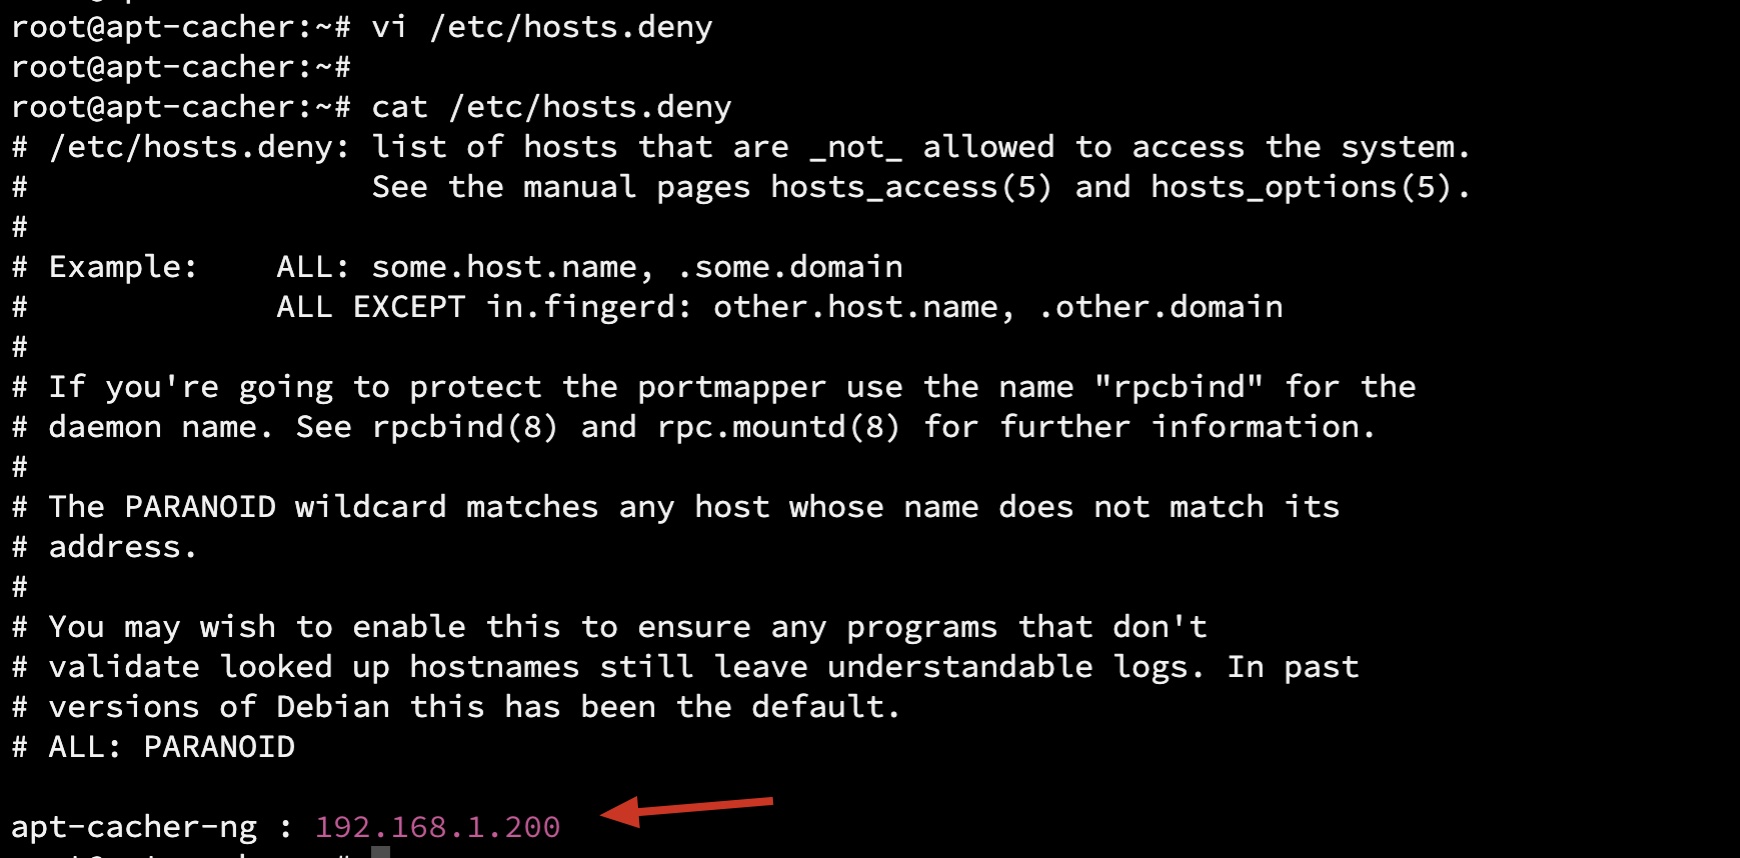 root@apt-cacher:~# vi /etc/hosts.deny
root@apt-cacher:~#
root@apt-cacher:~# cat /etc/hosts.deny
# /etc/hosts.deny: list of hosts that are _not_ allowed to access the system.
#                  See the manual pages hosts_access(5) and hosts_options(5).
#
# Example:    ALL: some.host.name, .some.domain
#             ALL EXCEPT in.fingerd: other.host.name, .other.domain
#
# If you're going to protect the portmapper use the name "rpcbind" for the
# daemon name. See rpcbind(8) and rpc.mountd(8) for further information.
#
# The PARANOID wildcard matches any host whose name does not match its
# address.
#
# You may wish to enable this to ensure any programs that don't
# validate looked up hostnames still leave understandable logs. In past
# versions of Debian this has been the default.
# ALL: PARANOID
apt-cacher-ng : 192.168.1.200